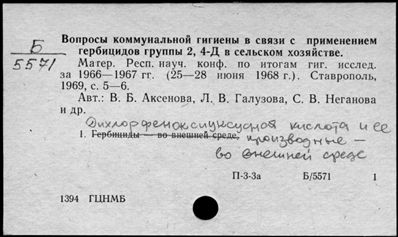 Б
5571
Вопросы коммунальной гигиены в связи с применением
гербицидов группы 2, 4-Д в сельском хозяйстве.
Матер. Респ. науч. конф. по итогам гиг. исслед.
за 1966—1967 гг. (25—28 июня 1968 г.). Ставрополь,
1969, с. 5—6.
Авт.: В. Б. Аксенова, Л. В. Галузова, С. В. Неганова
и др.
Дихлорфеноксиуксусная кислота и ее
1. Гербициды — во внешней среде. производные —
во внешней среде
П-3-3а Б/5571 1
1394 ГЦНМБ